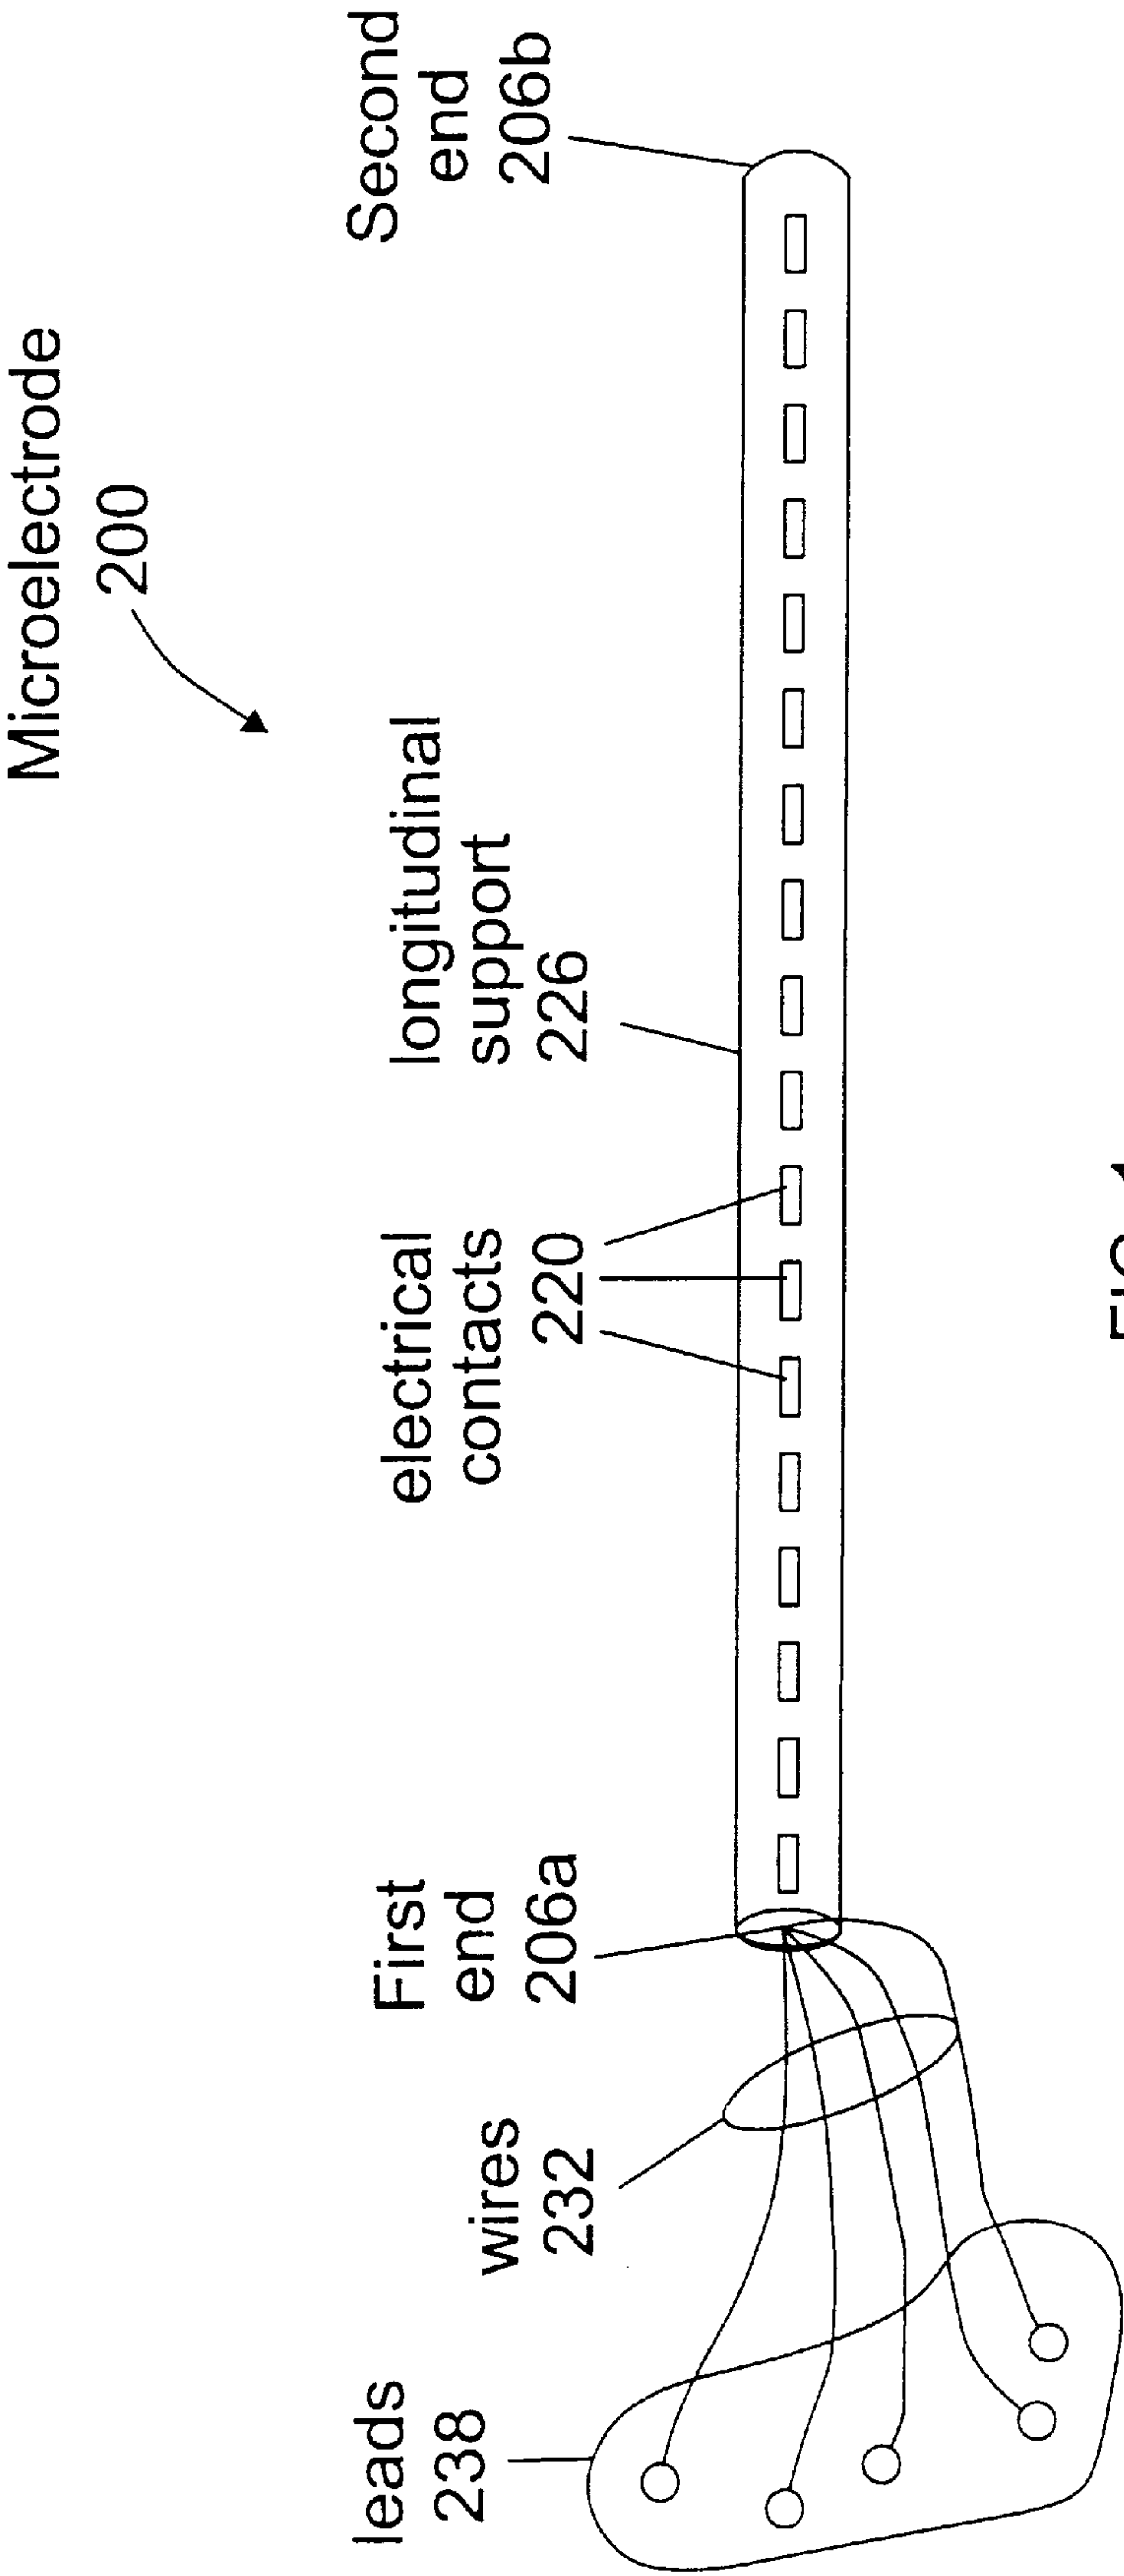 Microelectrode
200
Second
end
206b
longitudinal
support
226
electrical
contacts
220
First
end
206a
wires
232
leads
238